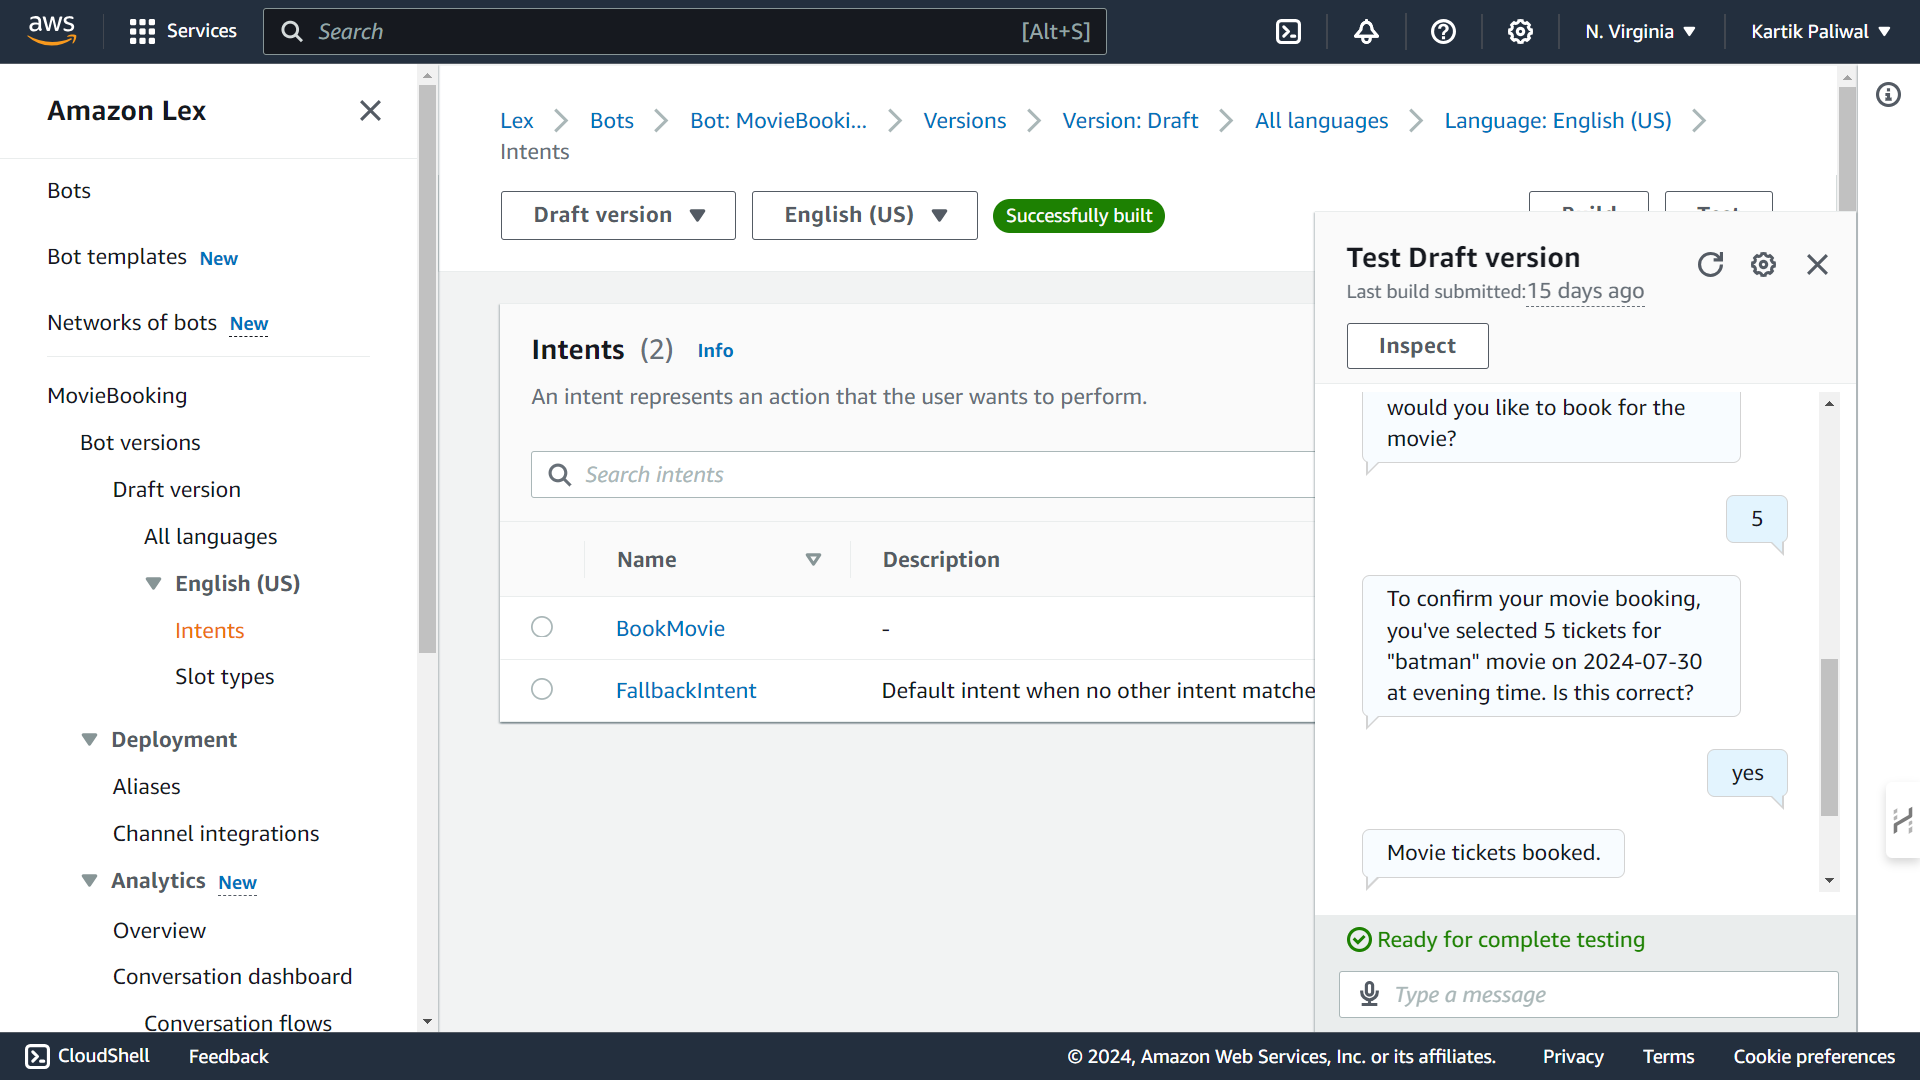 aws
Services
Search
[Alt+S]
N. Virginia
Kartik Paliwal
Amazon Lex
Bots
Bot templates New
Networks of bots New
MovieBooking
Bot versions
Draft version
All languages
English (US)
Intents
Slot types
Deployment
Aliases
Channel integrations
Analytics New
Overview
Conversation dashboard
Conversation flows
Lex
Bots
Bot: MovieBooki...
Versions
Version: Draft
All languages
Language: English (US)
Intents
Draft version
English (US)
Successfully built
Build
Test
Intents (2) Info
An intent represents an action that the user wants to perform.
Search intents
Name
Description
BookMovie
-
FallbackIntent
Default intent when no other intent matche
Test Draft version
Last build submitted: 15 days ago
Inspect
would you like to book for the
movie?
5
To confirm your movie booking,
you've selected 5 tickets for
"batman" movie on 2024-07-30
at evening time. Is this correct?
yes
Movie tickets booked.
Ready for complete testing
Type a message
CloudShell
Feedback
© 2024, Amazon Web Services, Inc. or its affiliates.
Privacy
Terms
Cookie preferences